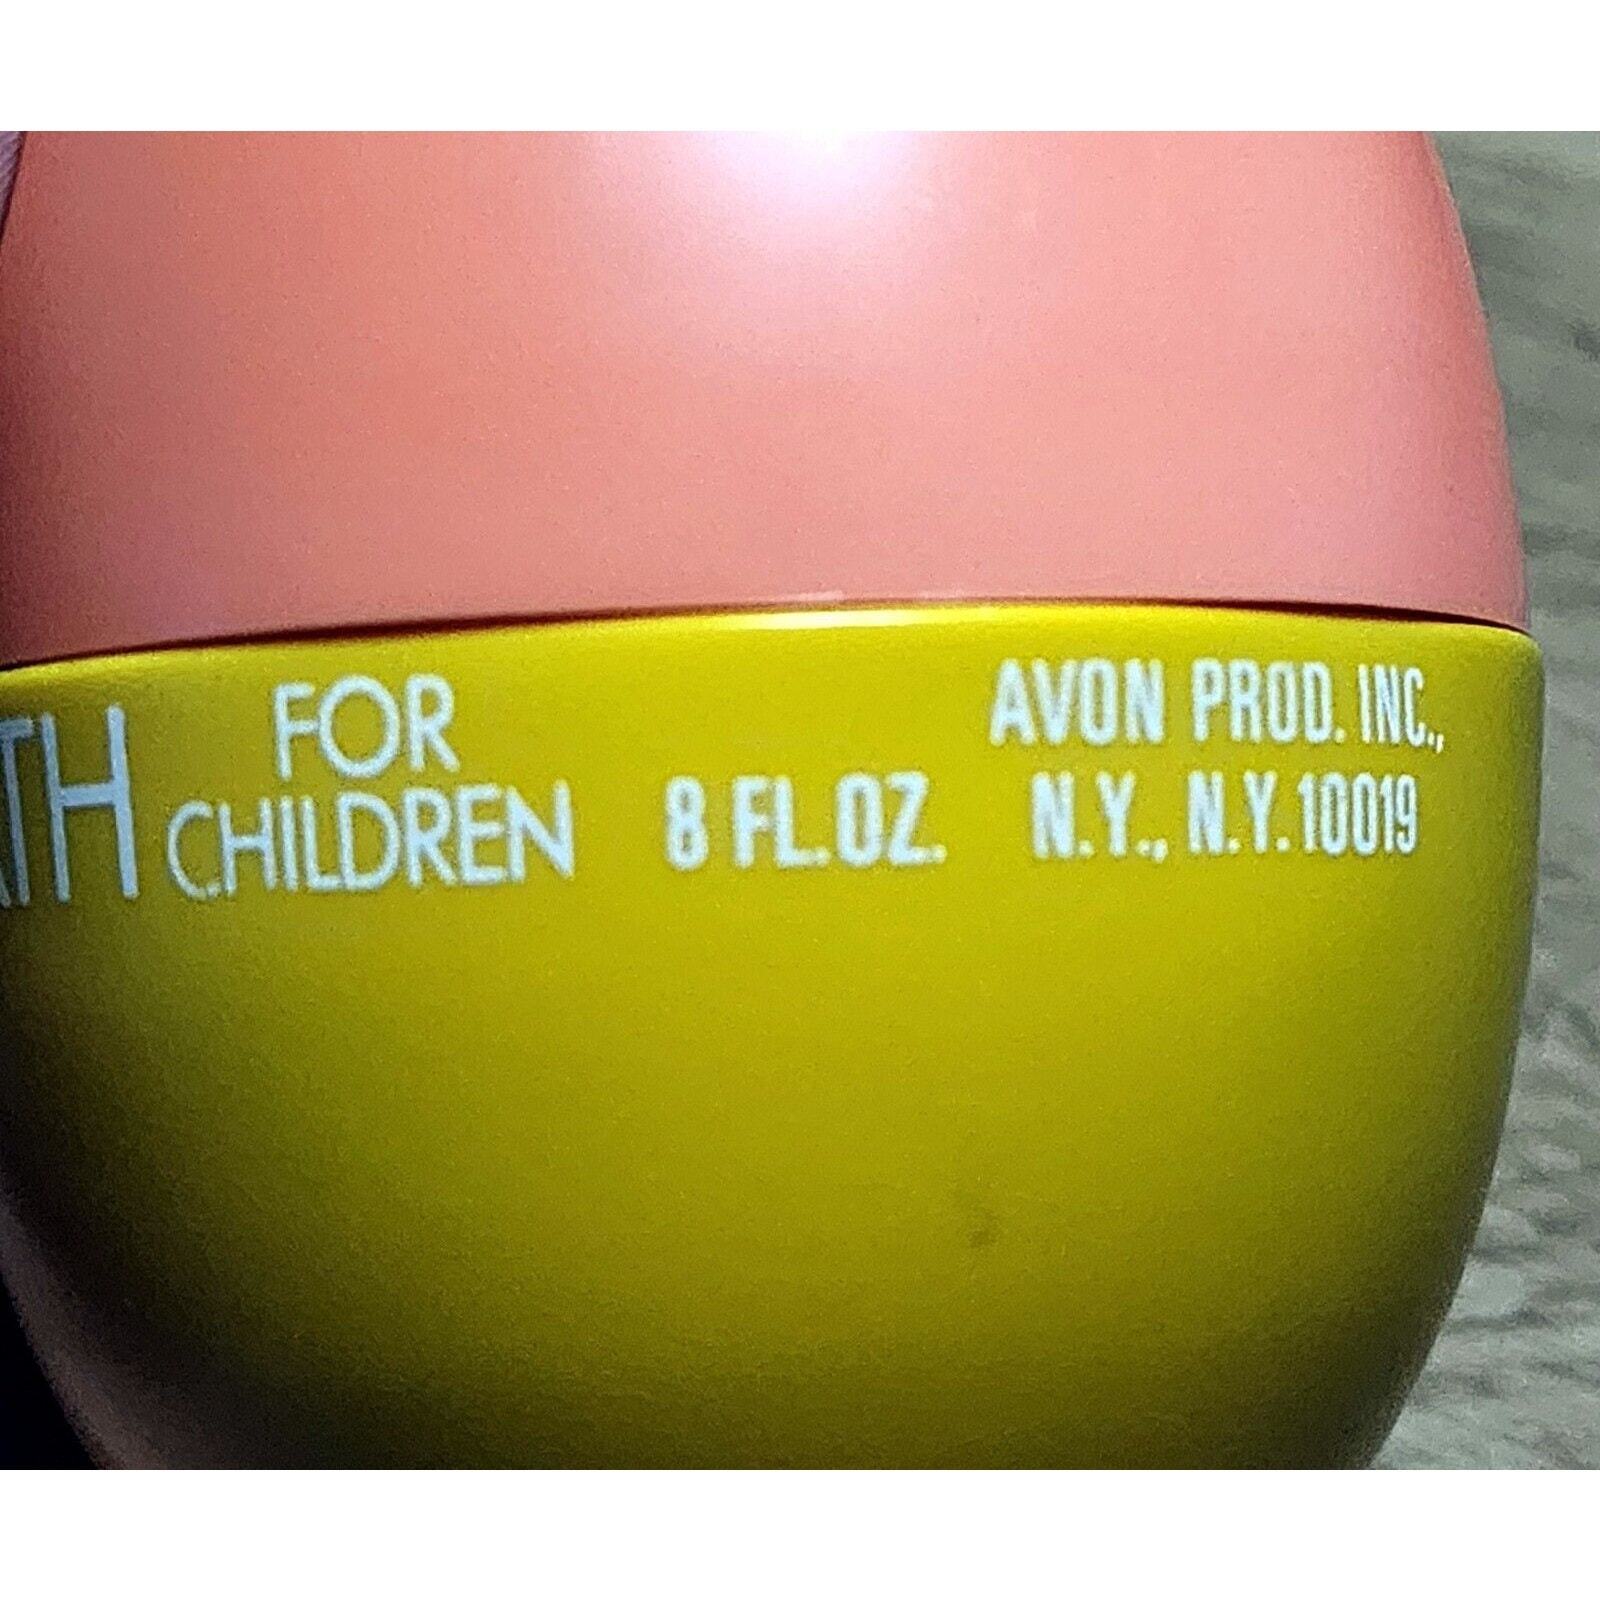 FOR
CHILDREN
8 FL.OZ.
AVON PROD. INC.,
N.Y., N.Y. 10019